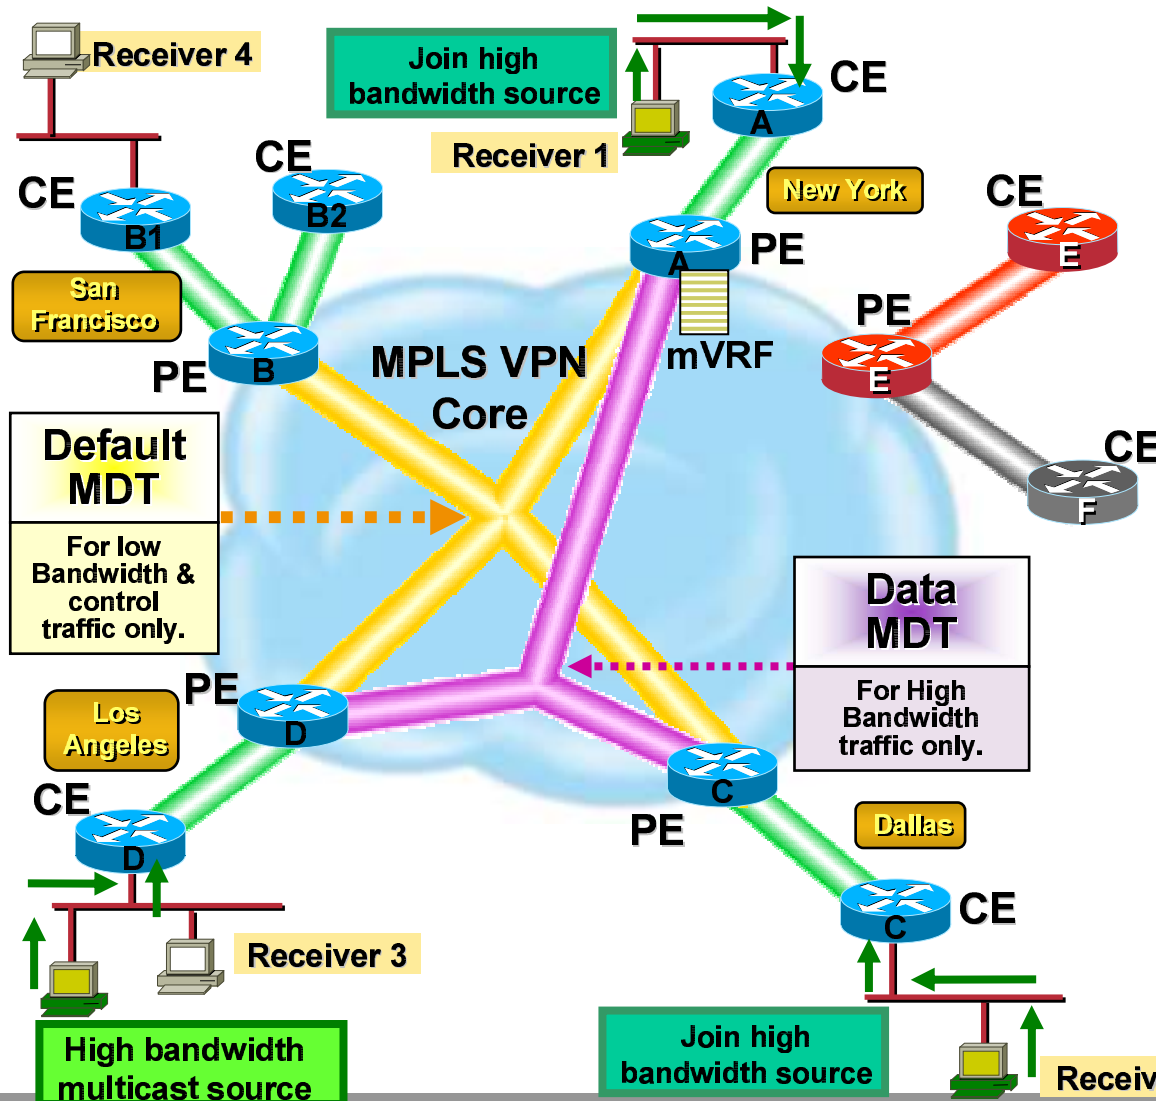 Receiver 4
Join high
bandwidth source
CE
A
Receiver 1
CE
CE
B1
B2
New York
CE
E
San
Francisco
PE
B
A
PE
mVRF
MPLS VPN
Core
PE
E
CE
F
Default
MDT
For low
Bandwidth &
control
traffic only.
Data
MDT
For High
Bandwidth
traffic only.
PE
D
Los
Angeles
CE
D
C
PE
Dallas
CE
C
Receiver 3
High bandwidth
multicast source
Join high
bandwidth source